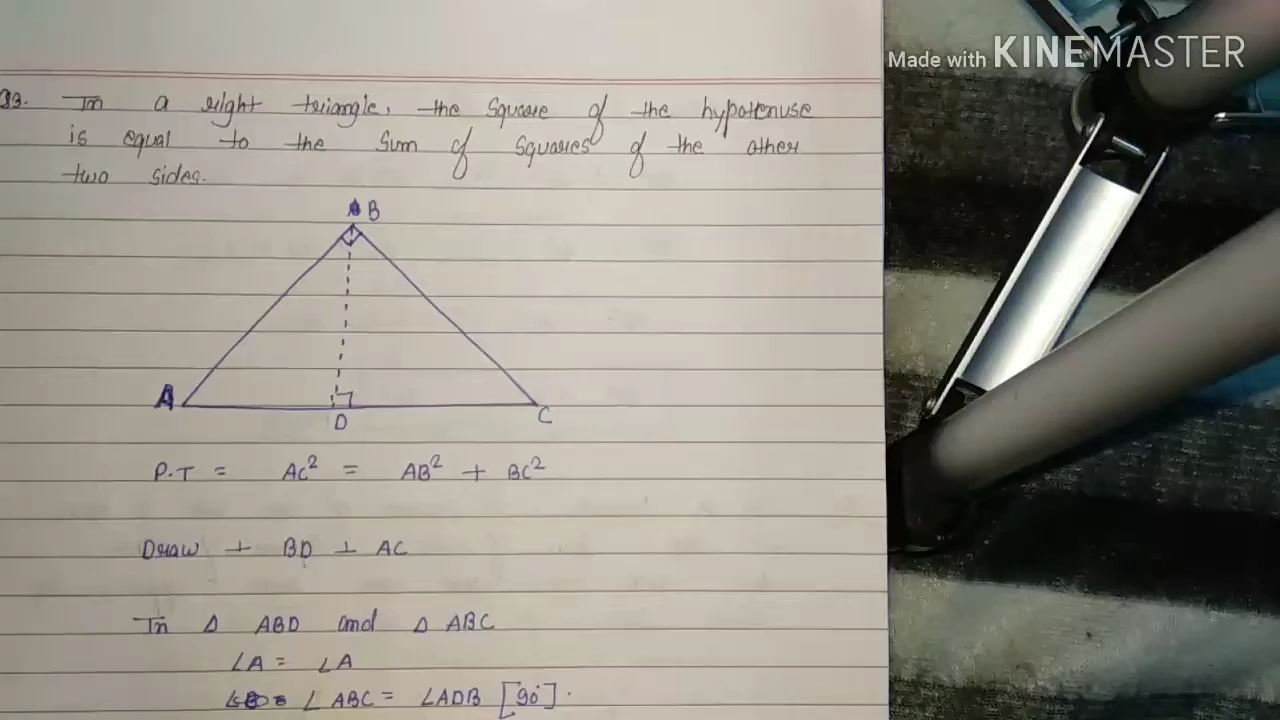 Made with KINEMASTER
93. In a right triangle, the square of the hypotenuse
is equal to the sum of squares of the other
two sides.
B
A
D
C
P.T = AC² = AB² + BC²
Draw ⊥ BD ⊥ AC
In Δ ABD and Δ ABC
∠A = ∠A
∠ABC = ∠ADB [90°].